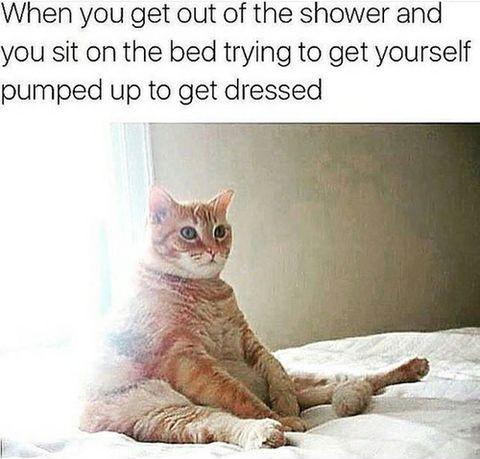 When you get out of the shower and
you sit on the bed trying to get yourself
pumped up to get dressed